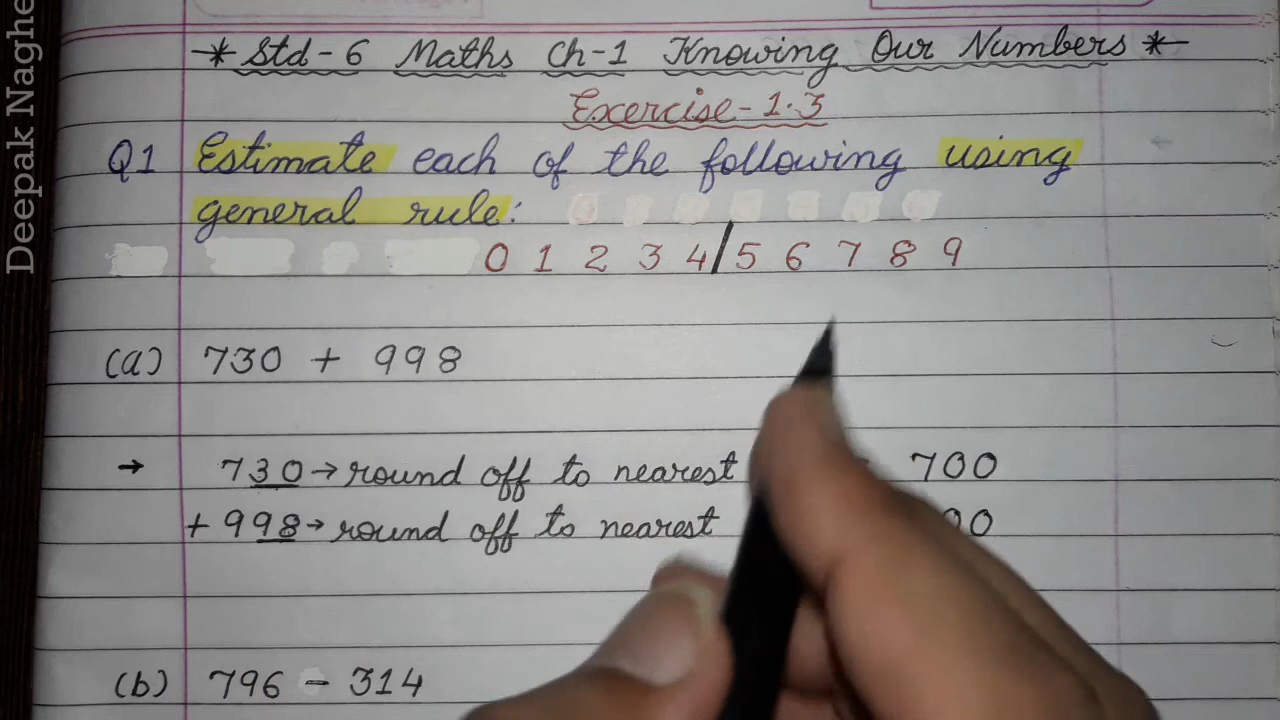 Deepak Naghe
* Std-6 Maths Ch-1 Knowing Our Numbers *
Exercise-1.3
Q1 Estimate each of the following using
general rule:
0 1 2 3 4/5 6 7 8 9
(a) 730 + 998
→ 730→round off to nearest 700
+ 998→round off to nearest 00
(b) 796 - 314